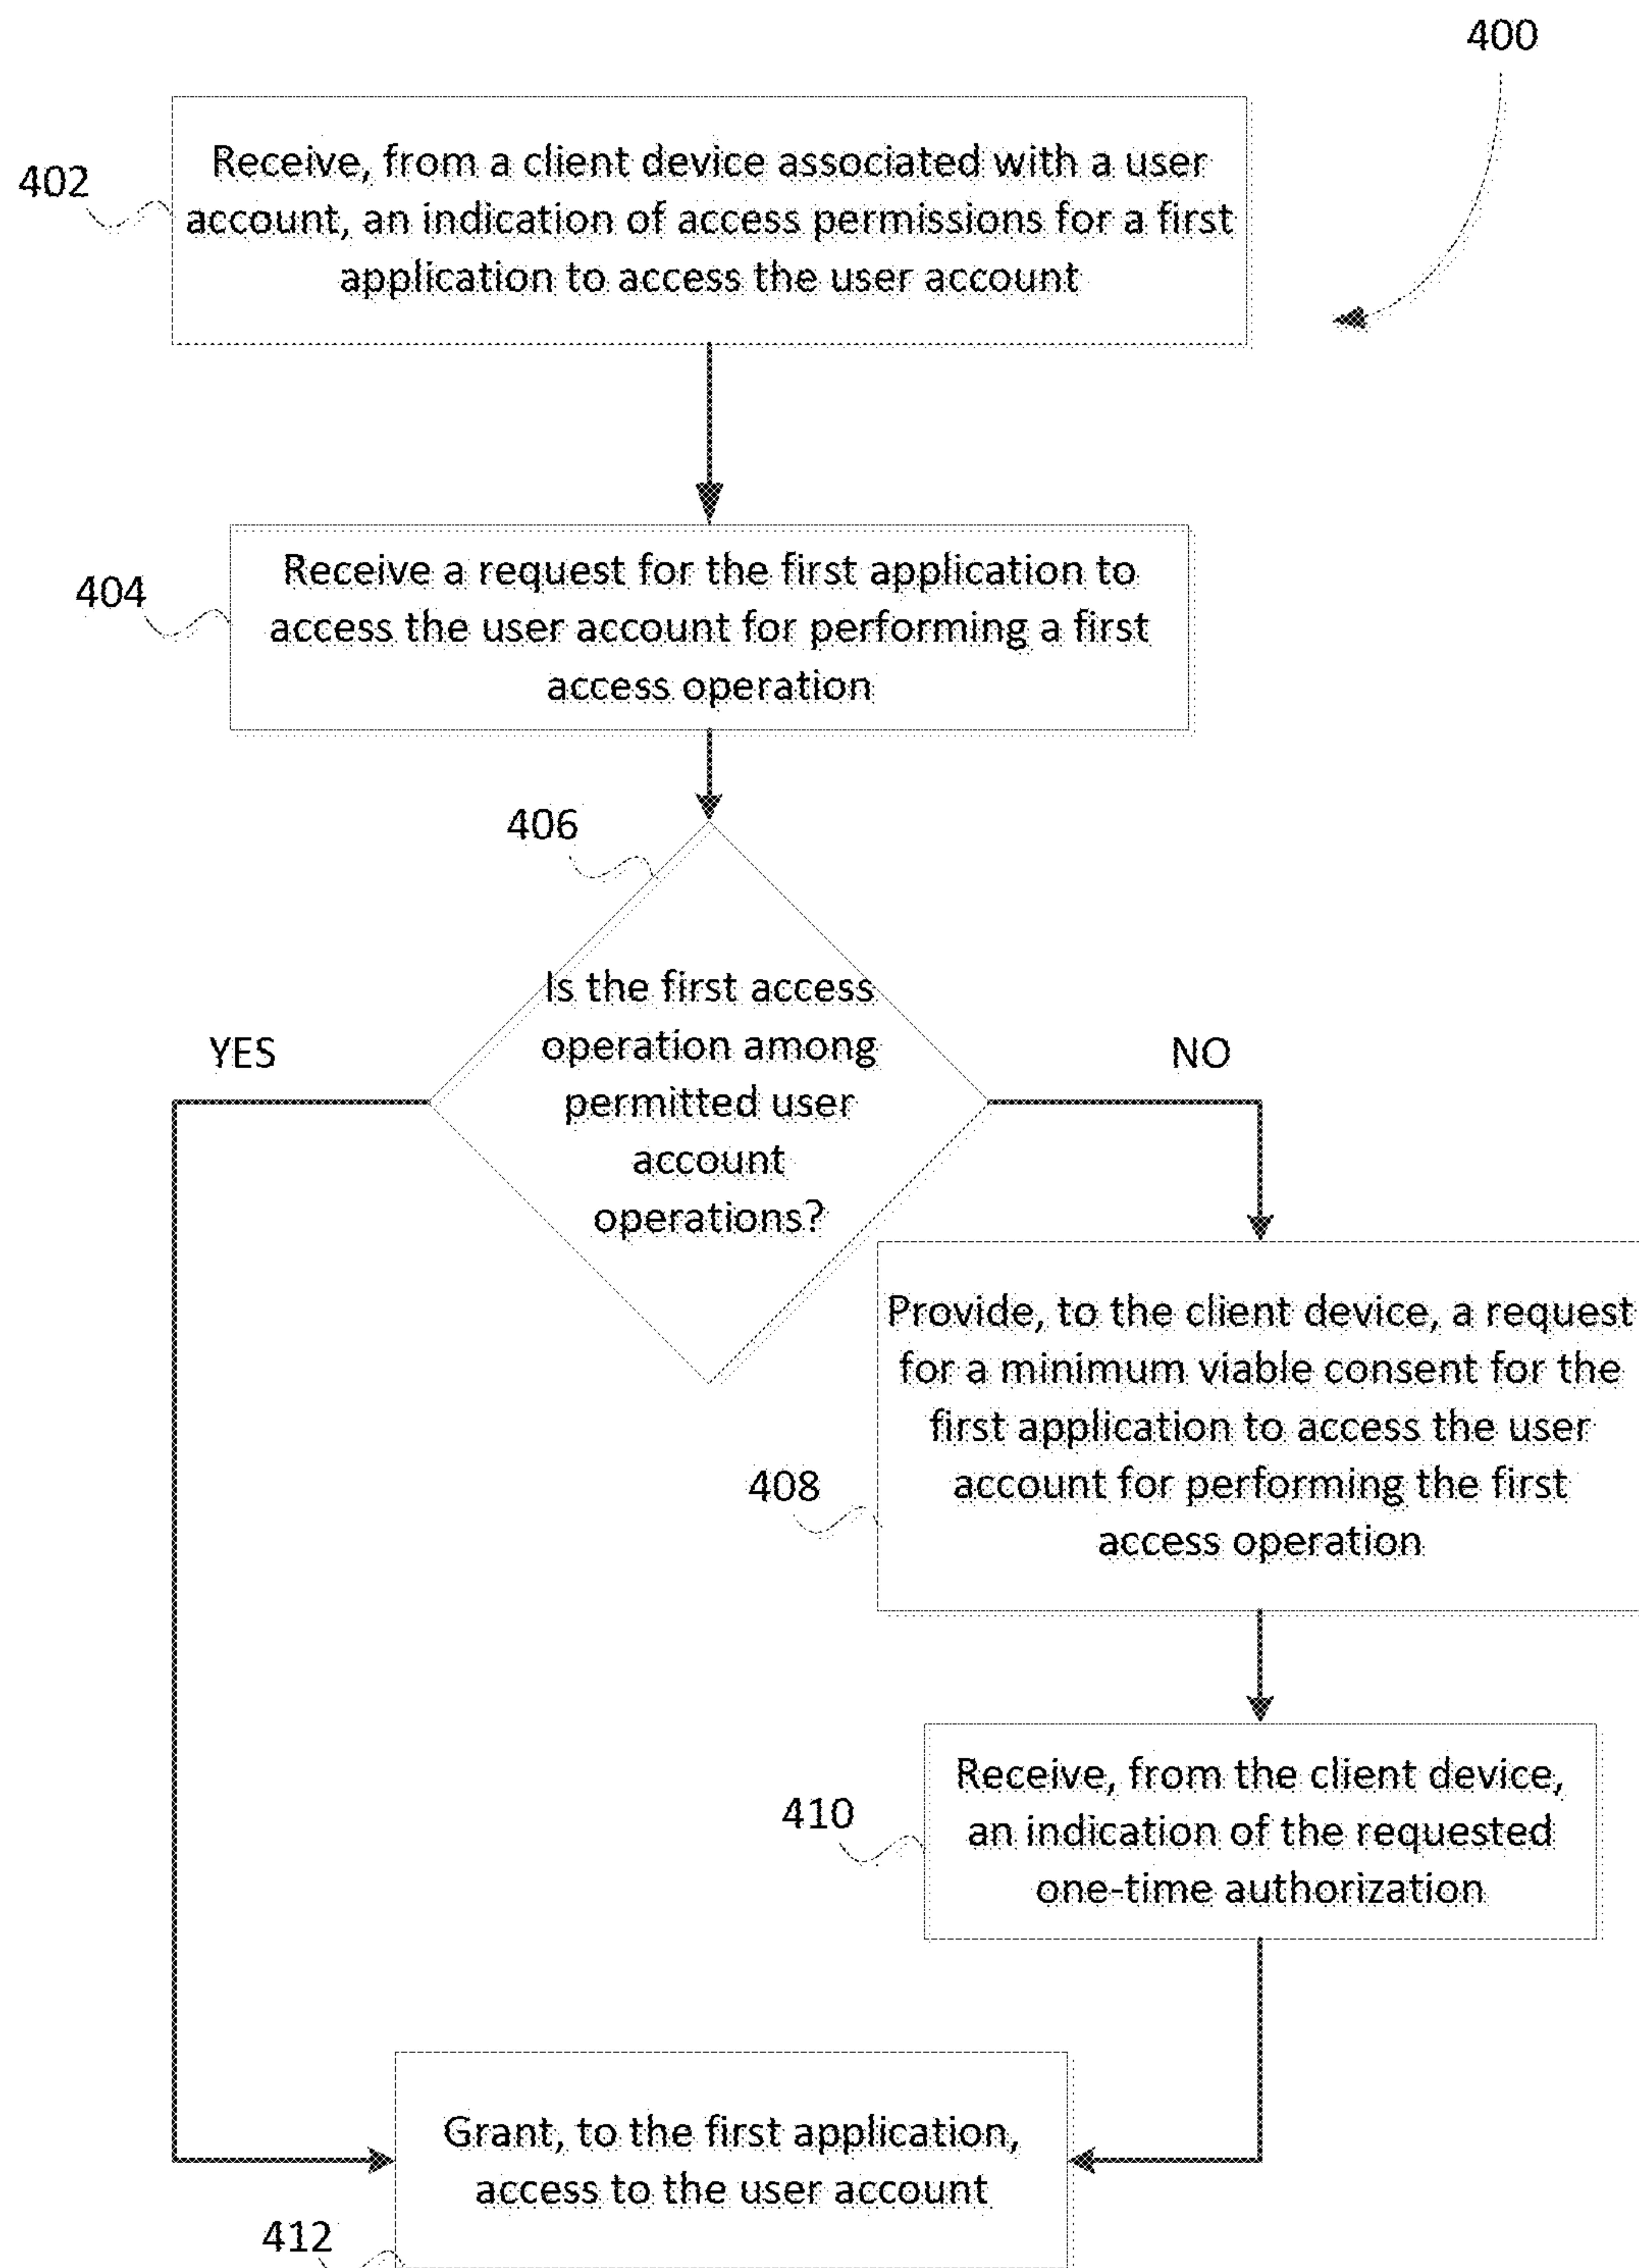 400
402
Receive, from a client device associated with a user
account, an indication of access permissions for a first
application to access the user account
404
Receive a request for the first application to
access the user account for performing a first
access operation
406
Is the first access
operation among
permitted user
account
operations?
YES
NO
408
Provide, to the client device, a request
for a minimum viable consent for the
first application to access the user
account for performing the first
access operation
410
Receive, from the client device,
an indication of the requested
one-time authorization
Grant, to the first application,
access to the user account
412